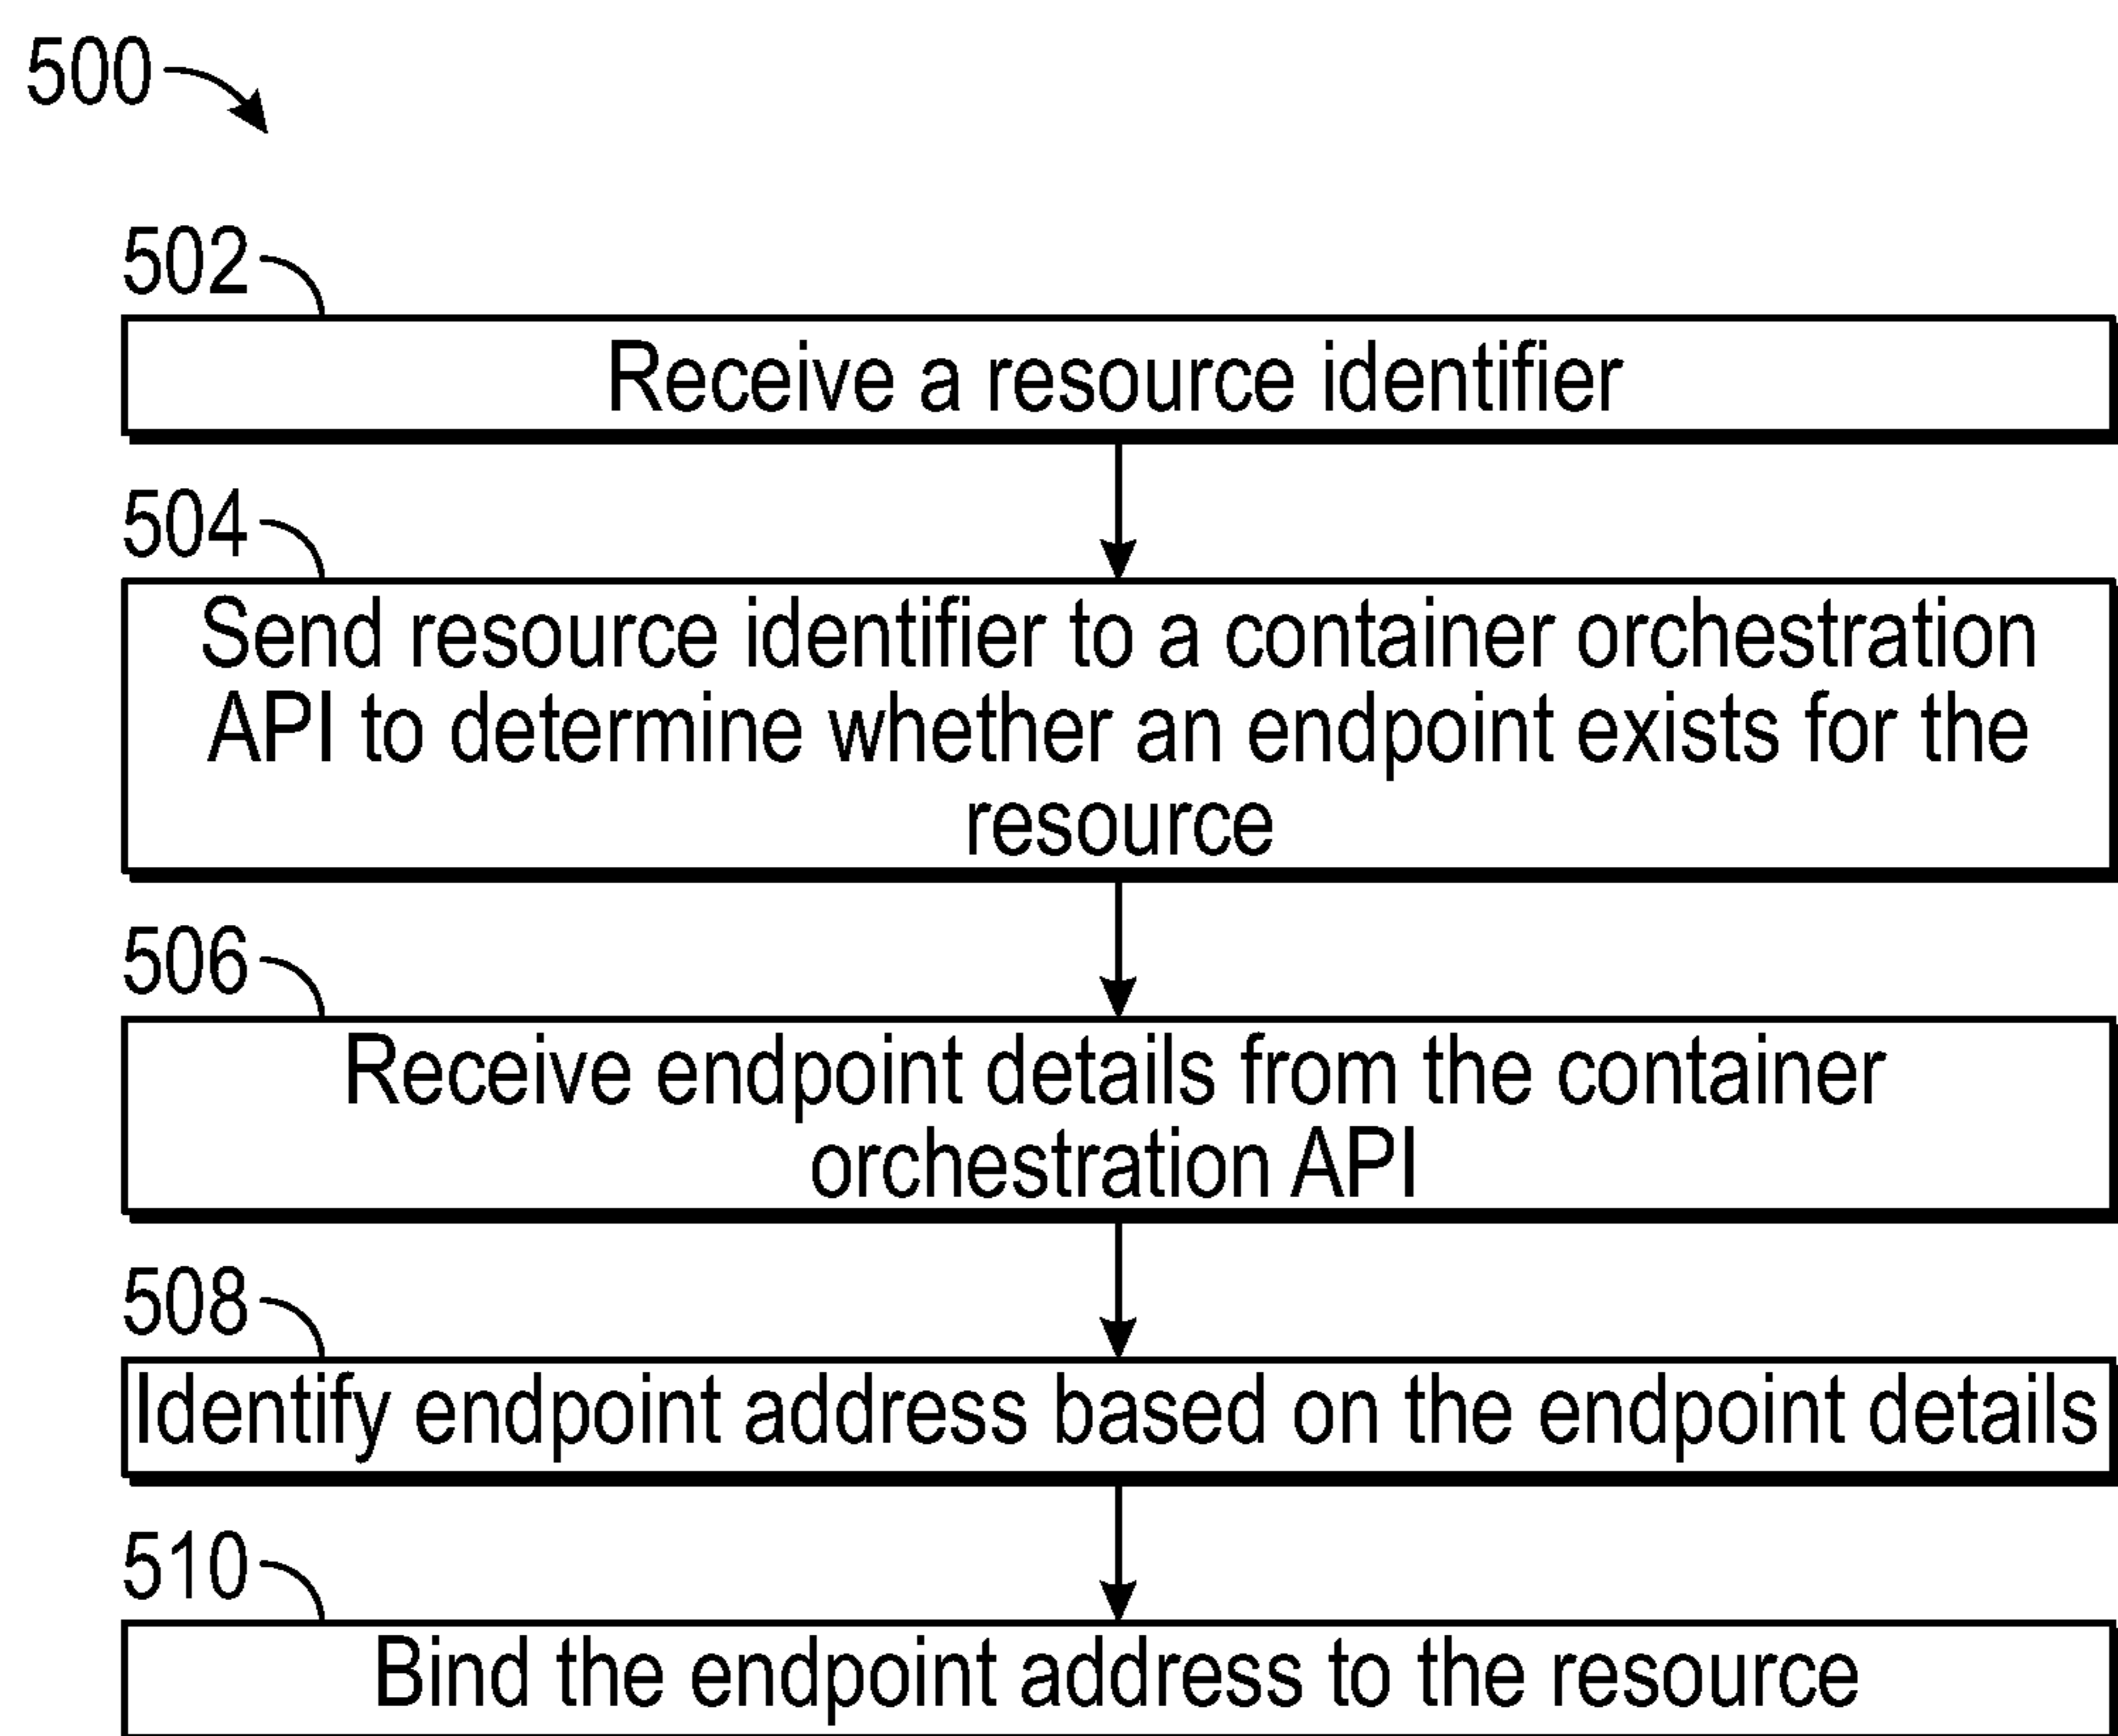 500
502
Receive a resource identifier
504
Send resource identifier to a container orchestration
API to determine whether an endpoint exists for the
resource
506
Receive endpoint details from the container
orchestration API
508
Identify endpoint address based on the endpoint details
510
Bind the endpoint address to the resource